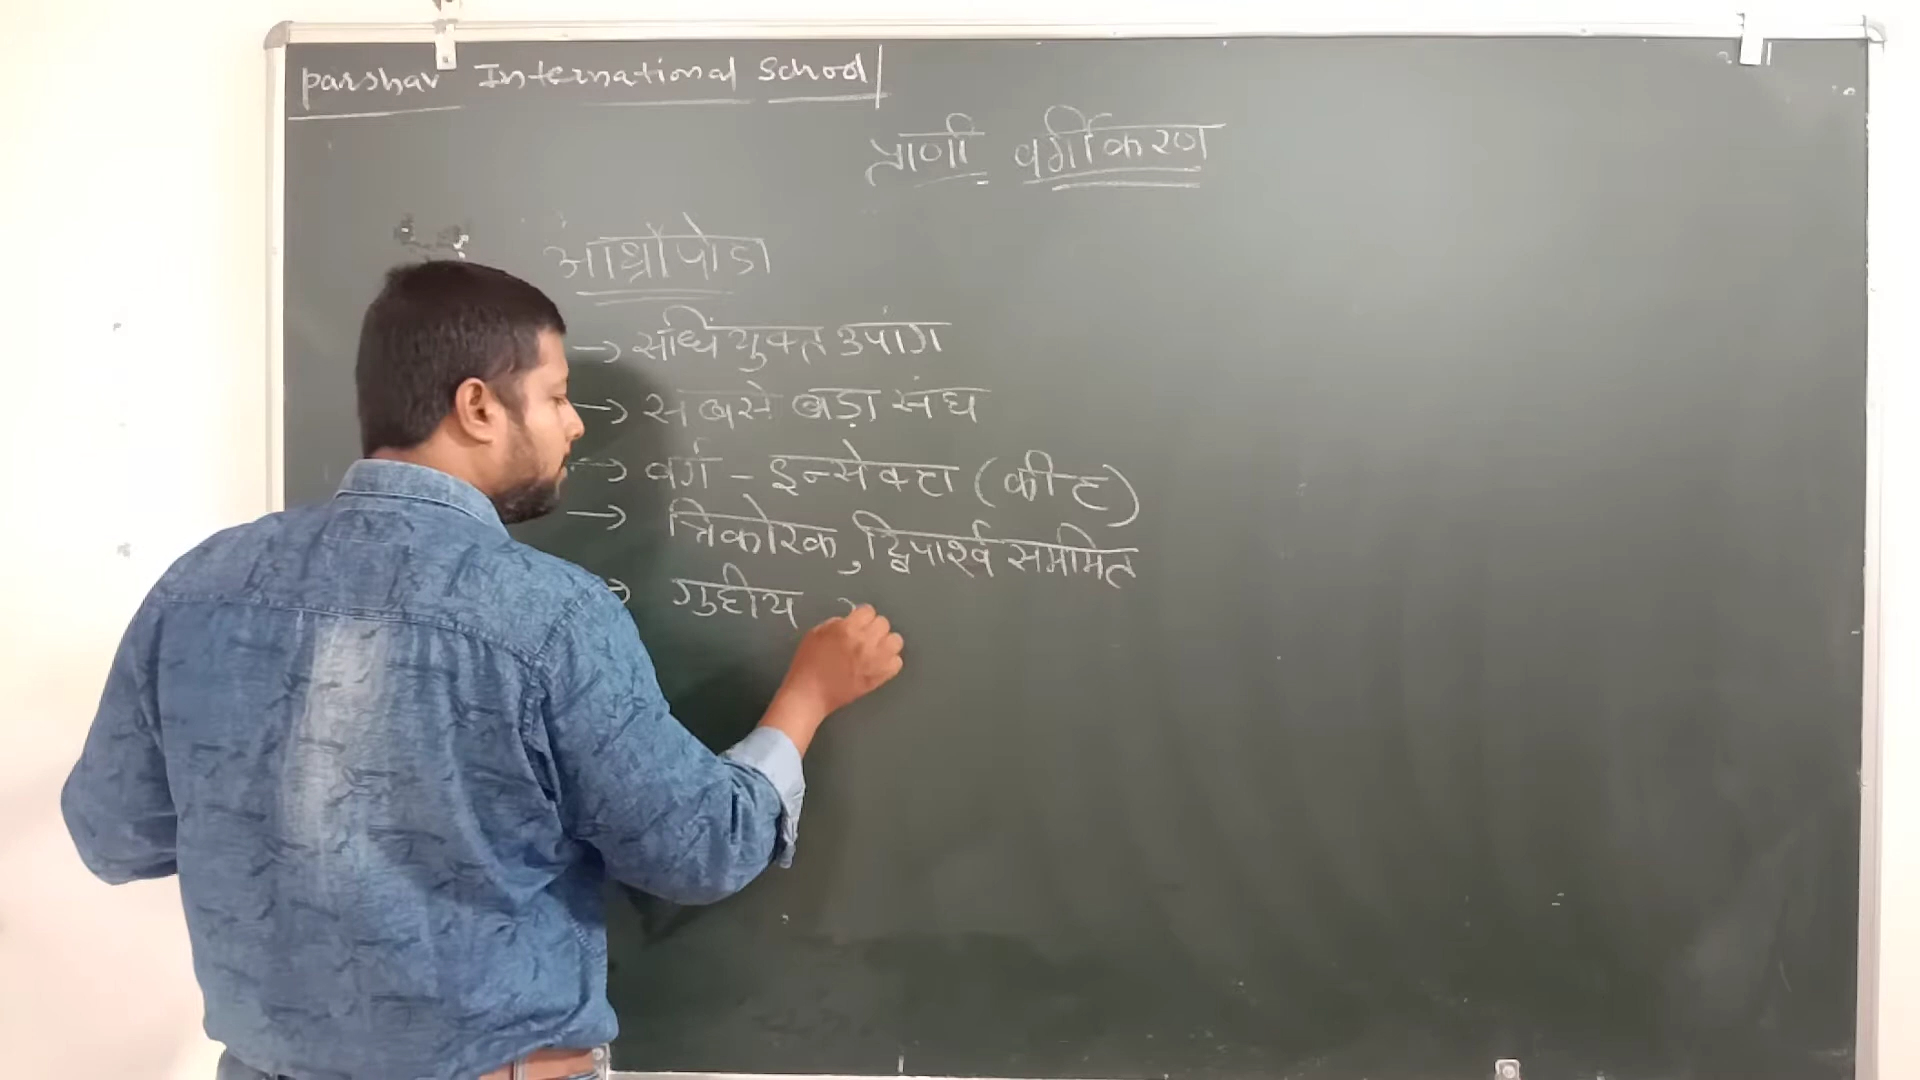 Parshav International School
प्राणी वर्गीकरण
आर्थ्रोपोडा
→ संधियुक्त उपांग
→ सबसे बड़ा संघ
→ वर्ग - इन्सेक्टा (कीट)
→ त्रिकोरक, द्विपार्श्व सममित
→ गुहीय